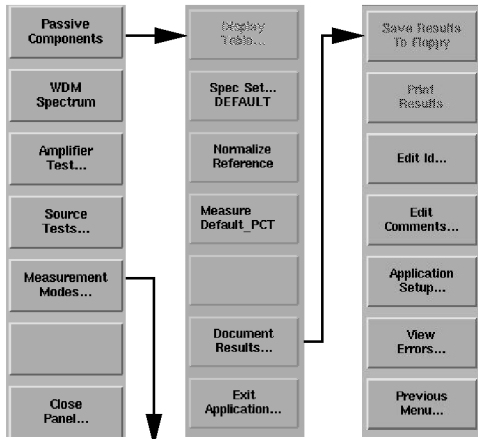 Passive
Components
WDM
Spectrum
Amplifier
Test...
Source
Tests...
Measurement
Modes...
Close
Panel...
Display
Table...
Spec Set...
DEFAULT
Normalize
Reference
Measure
Default_PCT
Document
Results...
Exit
Application...
Save Results
To Floppy
Print
Results
Edit Id...
Edit
Comments...
Application
Setup...
View
Errors...
Previous
Menu...